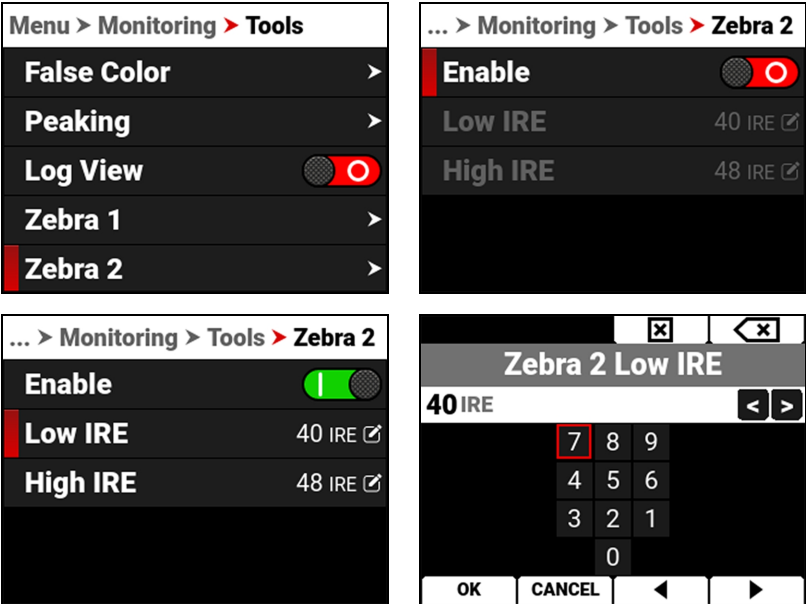 Menu > Monitoring > Tools
False Color >
Peaking >
Log View
Zebra 1 >
Zebra 2 >
... > Monitoring > Tools > Zebra 2
Enable
Low IRE 40 IRE
High IRE 48 IRE
... > Monitoring > Tools > Zebra 2
Enable
Low IRE 40 IRE
High IRE 48 IRE
Zebra 2 Low IRE
40 IRE < >
7 8 9
4 5 6
3 2 1
0
OK CANCEL ◀ ▶